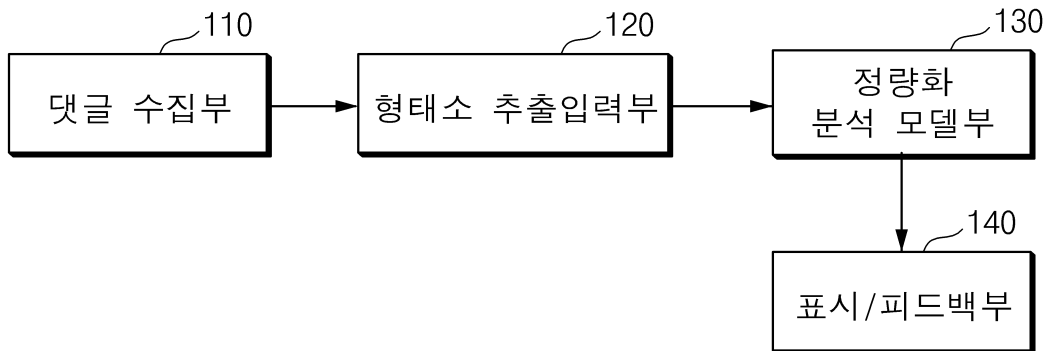 110
댓글 수집부
120
형태소 추출입력부
130
정량화
분석 모델부
140
표시/피드백부